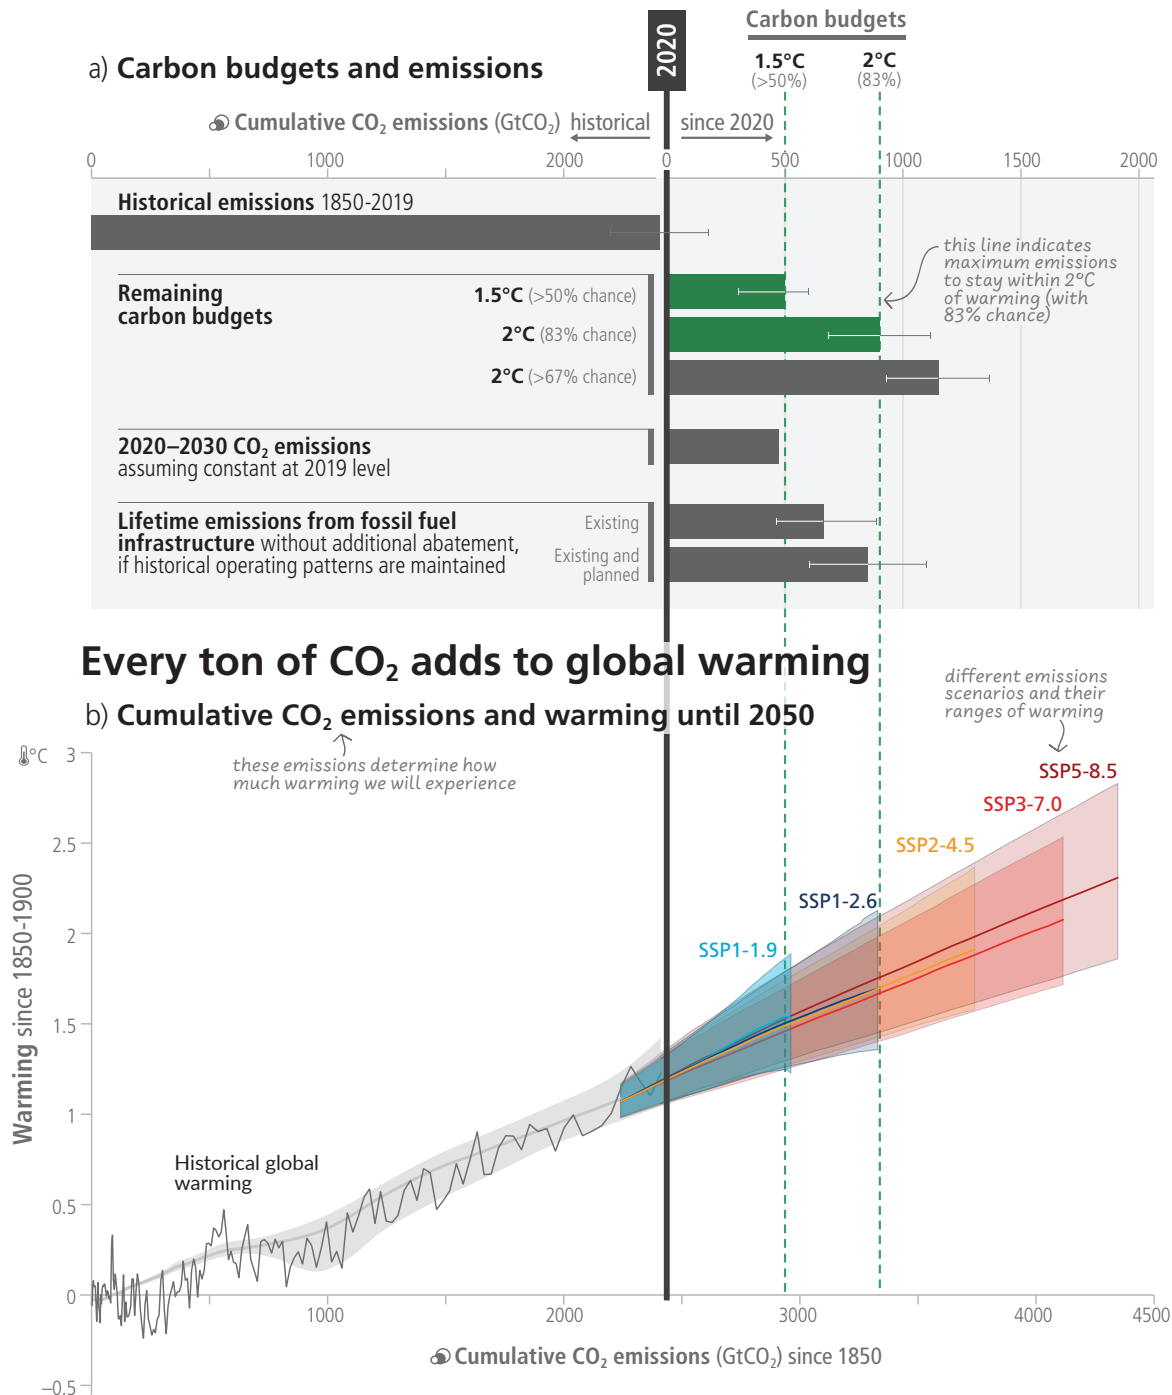 Carbon budgets
2020
a) Carbon budgets and emissions
1.5°C
(>50%)
2°C
(83%)
Cumulative CO₂ emissions (GtCO₂) historical
since 2020
0 1000 2000 0 500 1000 1500 2000
Historical emissions 1850-2019
this line indicates
maximum emissions
to stay within 2°C
of warming (with
83% chance)
Remaining
carbon budgets
1.5°C (>50% chance)
2°C (83% chance)
2°C (>67% chance)
2020–2030 CO₂ emissions
assuming constant at 2019 level
Lifetime emissions from fossil fuel
infrastructure without additional abatement,
if historical operating patterns are maintained
Existing
Existing and
planned
Every ton of CO₂ adds to global warming
b) Cumulative CO₂ emissions and warming until 2050
different emissions
scenarios and their
ranges of warming
these emissions determine how
much warming we will experience
°C
3
2.5
2
1.5
1
0.5
0
–0.5
Warming since 1850-1900
SSP5-8.5
SSP3-7.0
SSP2-4.5
SSP1-2.6
SSP1-1.9
Historical global
warming
1000 2000 3000 4000 4500
Cumulative CO₂ emissions (GtCO₂) since 1850